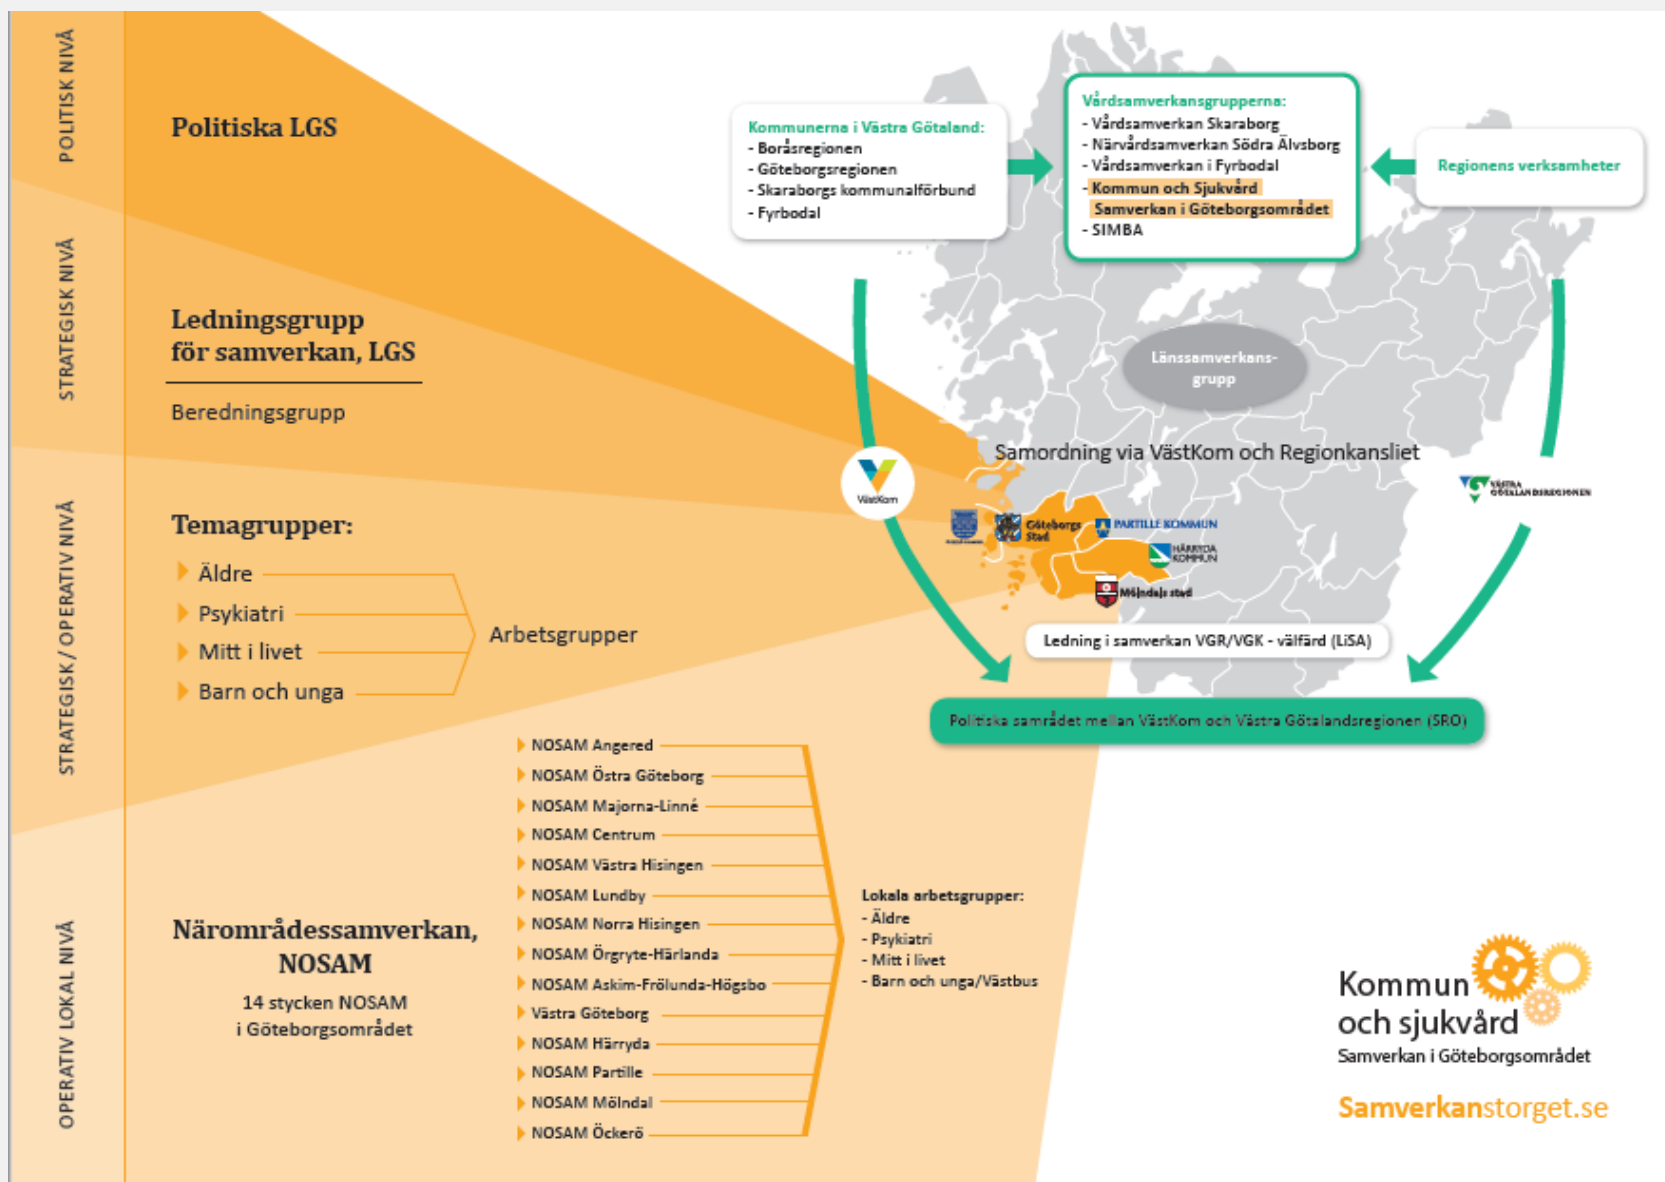 POLITISK NIVÅ
STRATEGISK NIVÅ
STRATEGISK/ OPERATIV NIVÅ
OPERATIV LOKAL NIVÅ
Politiska LGS
Ledningsgrupp
för samverkan, LGS
Beredningsgrupp
Temagrupper:
Äldre
Psykiatri
Mitt i livet
Barn och unga
Arbetsgrupper
Närområdessamverkan,
NOSAM
14 stycken NOSAM
i Göteborgsområdet
NOSAM Angered
NOSAM Östra Göteborg
NOSAM Majorna-Linné
NOSAM Centrum
NOSAM Västra Hisingen
NOSAM Lundby
NOSAM Norra Hisingen
NOSAM Örgryte-Härlanda
NOSAM Askim-Frölunda-Högsbo
Västra Göteborg
NOSAM Härryda
NOSAM Partille
NOSAM Mölndal
NOSAM Öckerö
Lokala arbetsgrupper:
- Äldre
- Psykiatri
- Mitt i livet
- Barn och unga/Västbus
Kommunerna i Västra Götaland:
- Boråsregionen
- Göteborgsregionen
- Skaraborgs kommunalförbund
- Fyrbodal
Vårdsamverkansgrupperna:
- Vårdsamverkan Skaraborg
- Närvårdsamverkan Södra Älvsborg
- Vårdsamverkan i Fyrbodal
- Kommun och Sjukvård
Samverkan i Göteborgsområdet
- SIMBA
Regionens verksamheter
Länssamverkans-
grupp
Samordning via VästKom och Regionkansliet
VästKom
VÄSTRA
GÖTALANDSREGIONEN
Göteborgs
Stad
PARTILLE KOMMUN
HÄRRYDA
KOMMUN
Mölndals stad
Ledning i samverkan VGR/VGK - välfärd (LiSA)
Politiska samrådet mellan VästKom och Västra Götalandsregionen (SRO)
Kommun
och sjukvård
Samverkan i Göteborgsområdet
Samverkanstorget.se